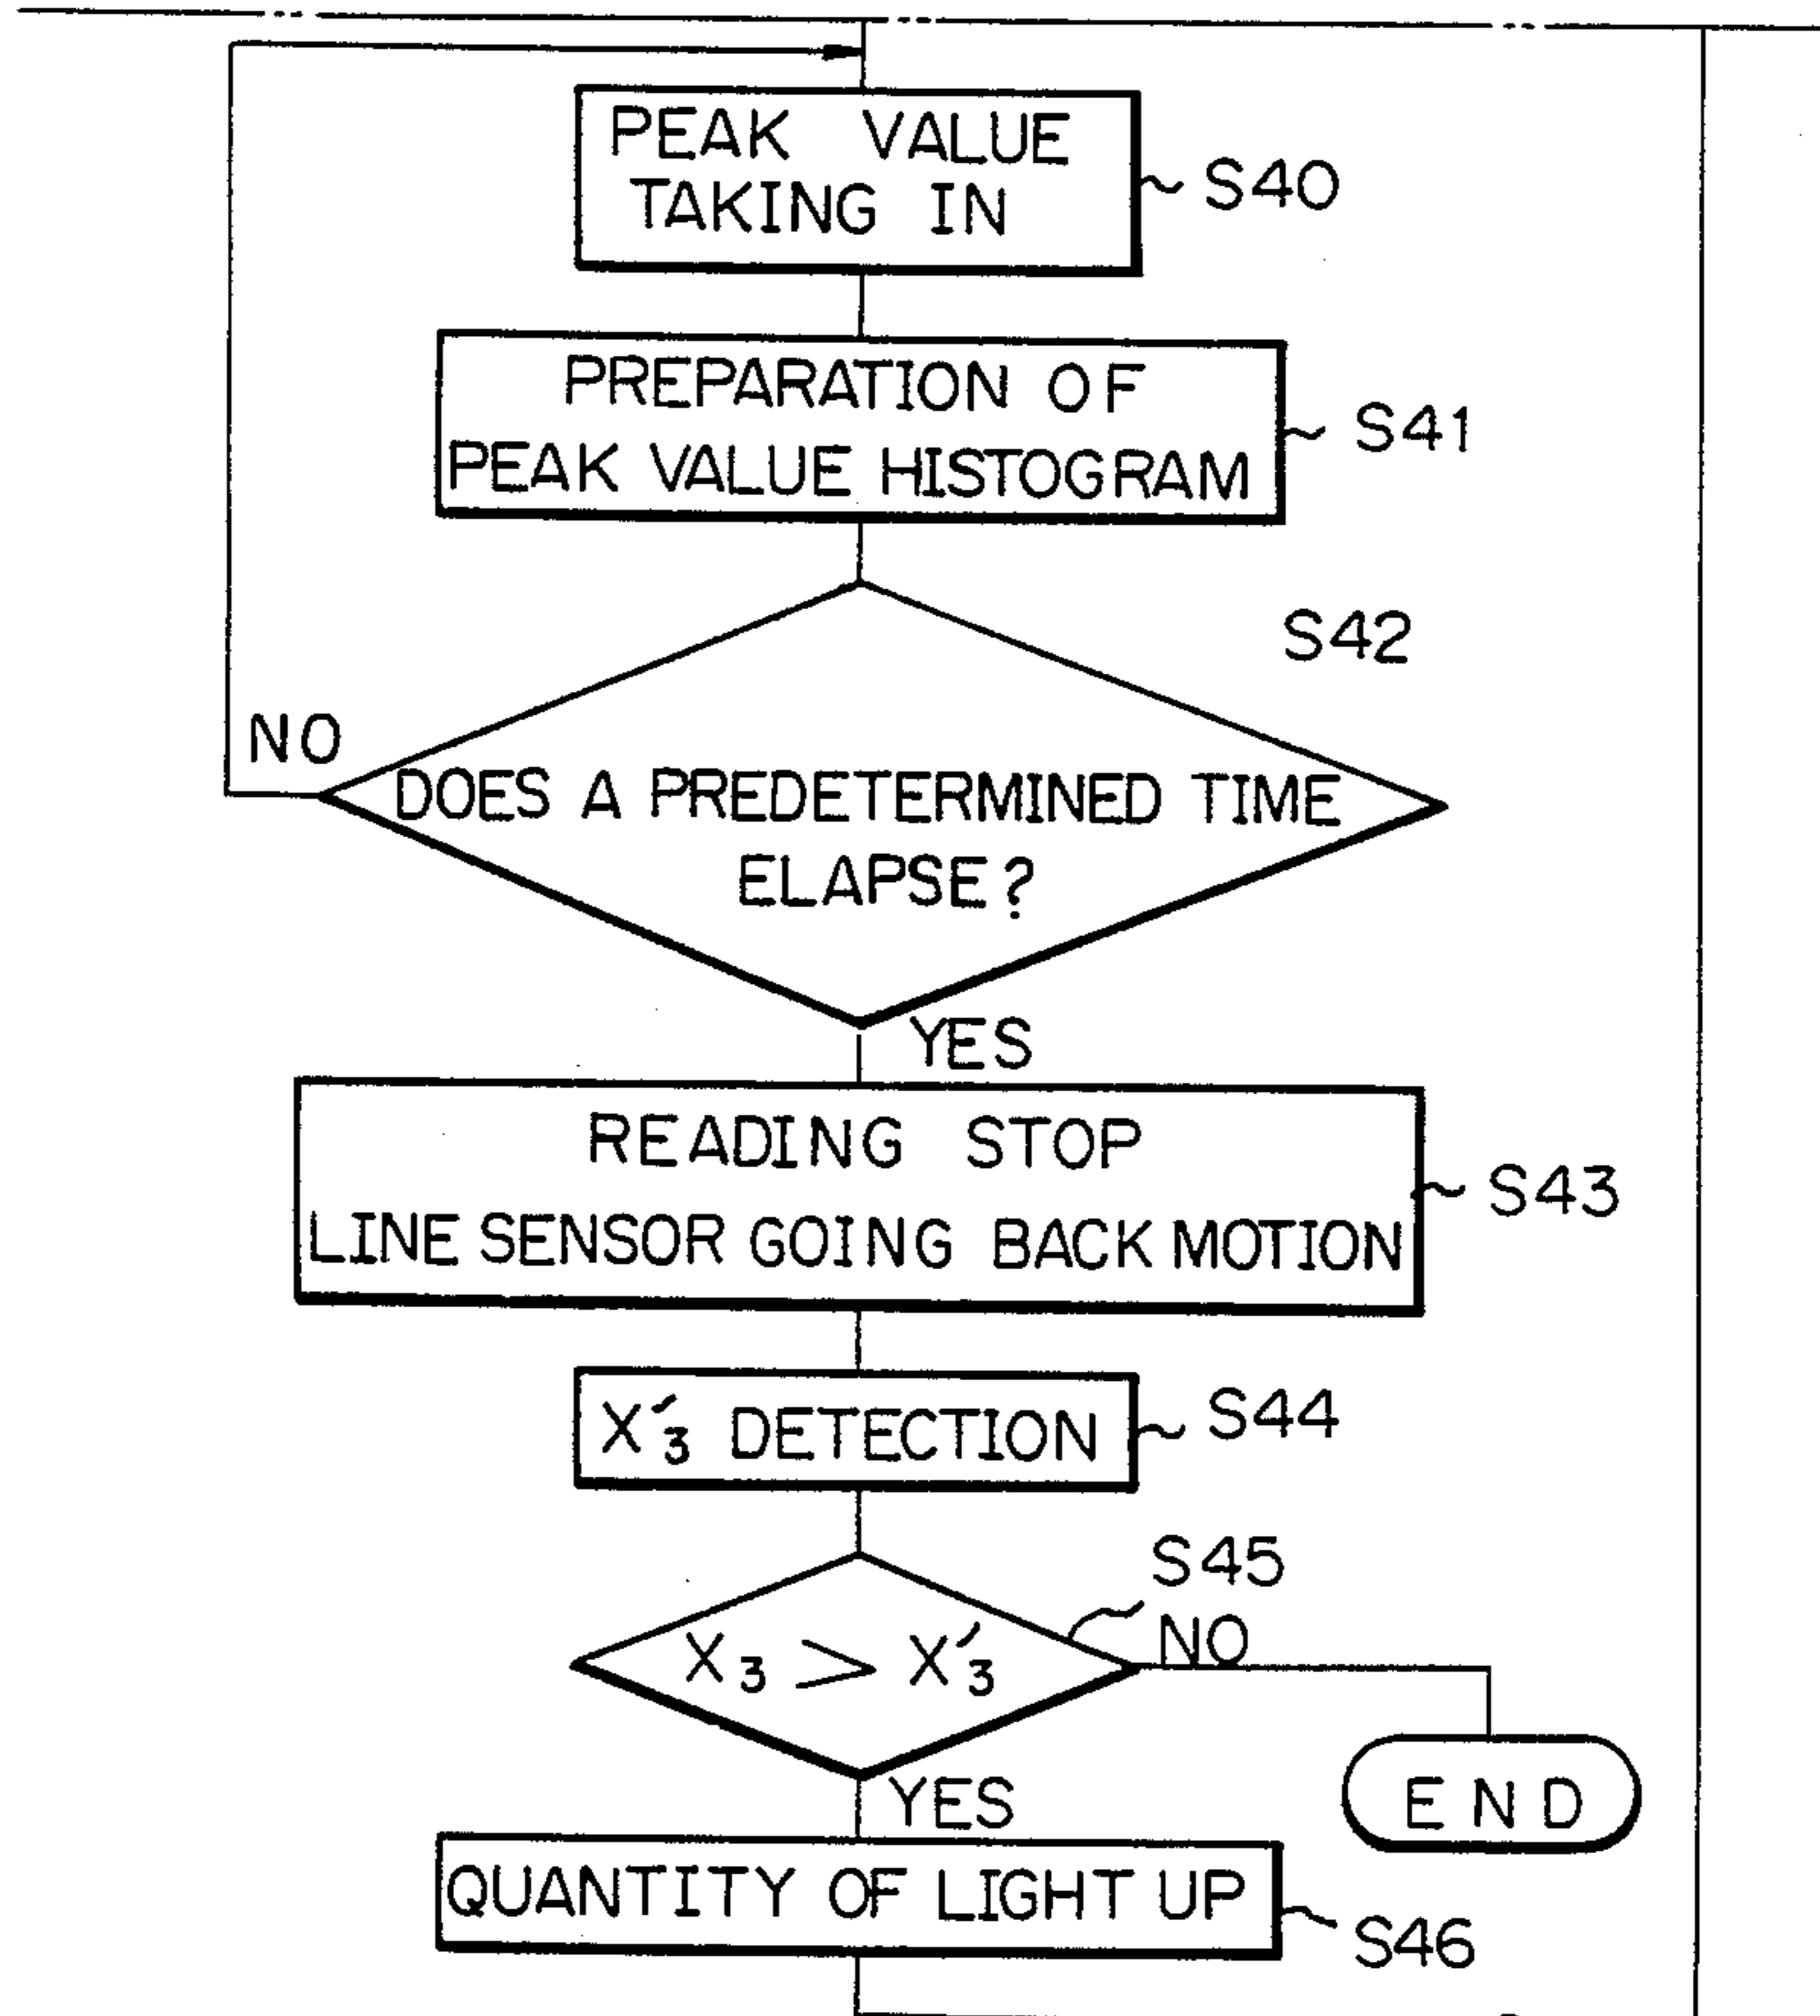 PEAK VALUE
TAKING IN
S40
PREPARATION OF
PEAK VALUE HISTOGRAM
S41
S42
NO
DOES A PREDETERMINED TIME
ELAPSE?
YES
READING STOP
LINE SENSOR GOING BACK MOTION
S43
X′₃ DETECTION
S44
S45
X₃ > X′₃
NO
END
YES
QUANTITY OF LIGHT UP
S46